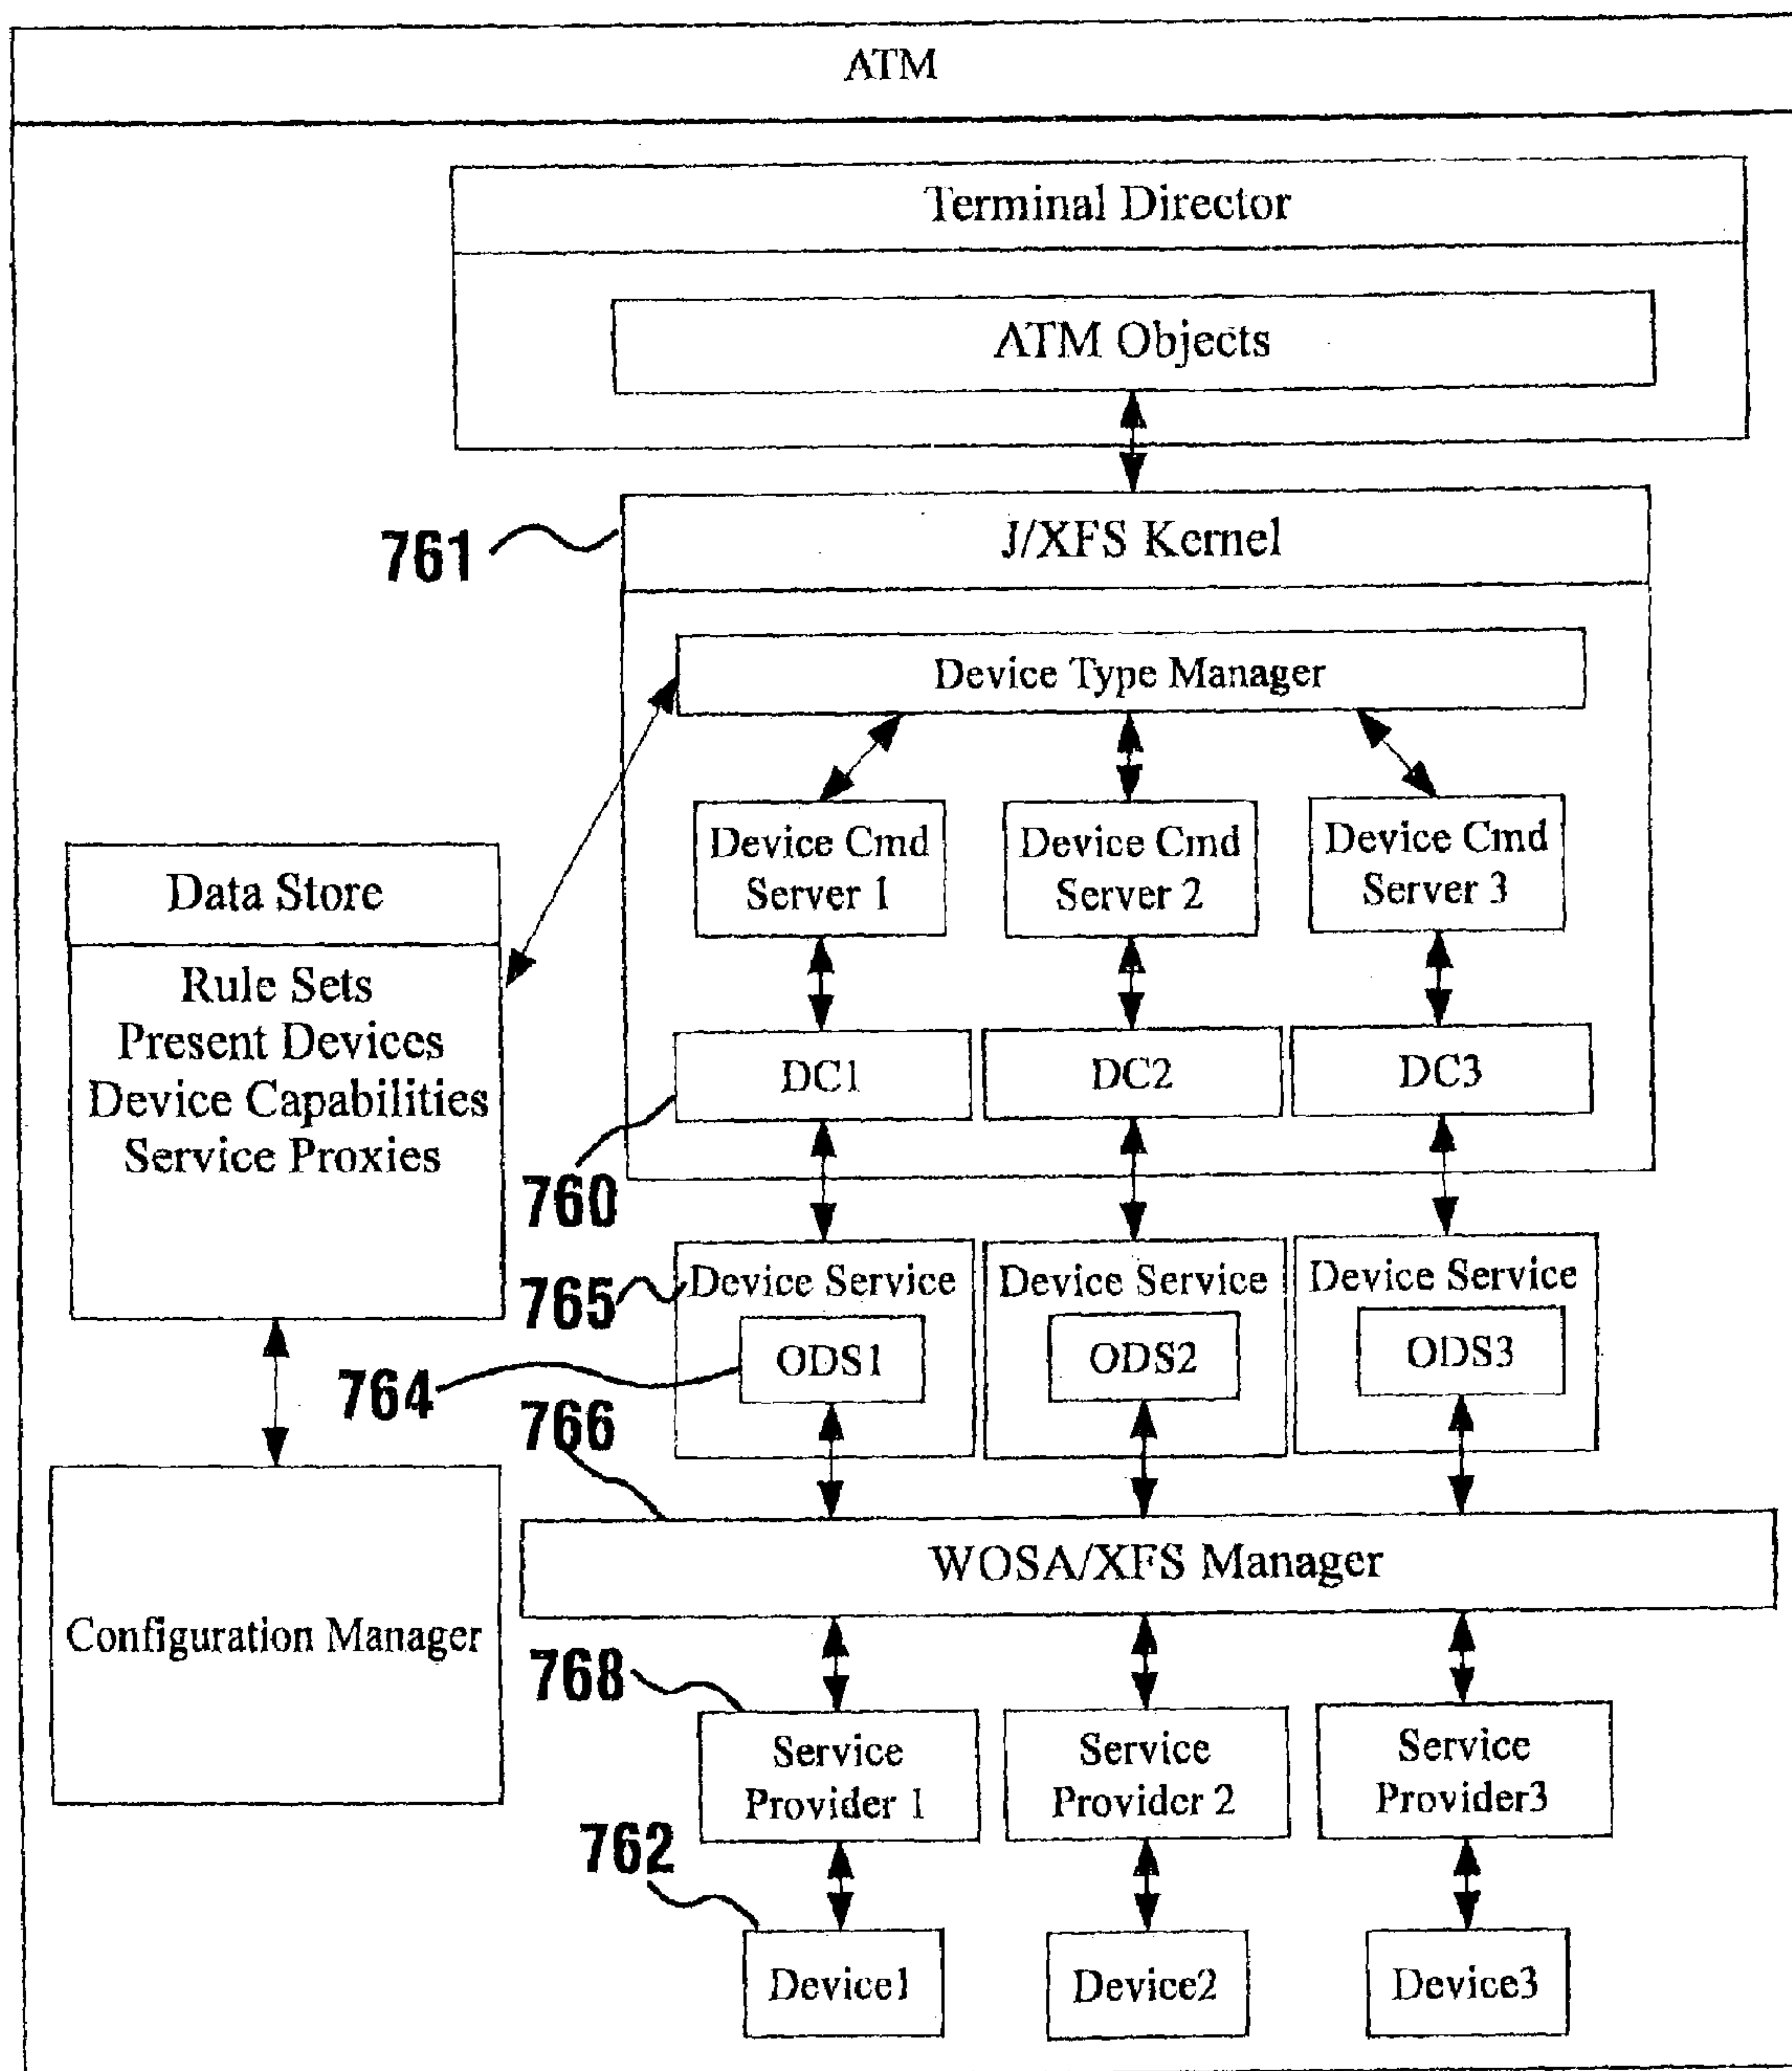 ATM
Terminal Director
ATM Objects
761
J/XFS Kernel
Device Type Manager
Device Cmd
Server 1
Device Cmd
Server 2
Device Cmd
Server 3
Data Store
Rule Sets
Present Devices
Device Capabilities
Service Proxies
DC1
DC2
DC3
760
765
Device Service
ODS1
Device Service
ODS2
Device Service
ODS3
764
766
WOSA/XFS Manager
Configuration Manager
768
Service
Provider 1
Service
Provider 2
Service
Provider3
762
Device1
Device2
Device3